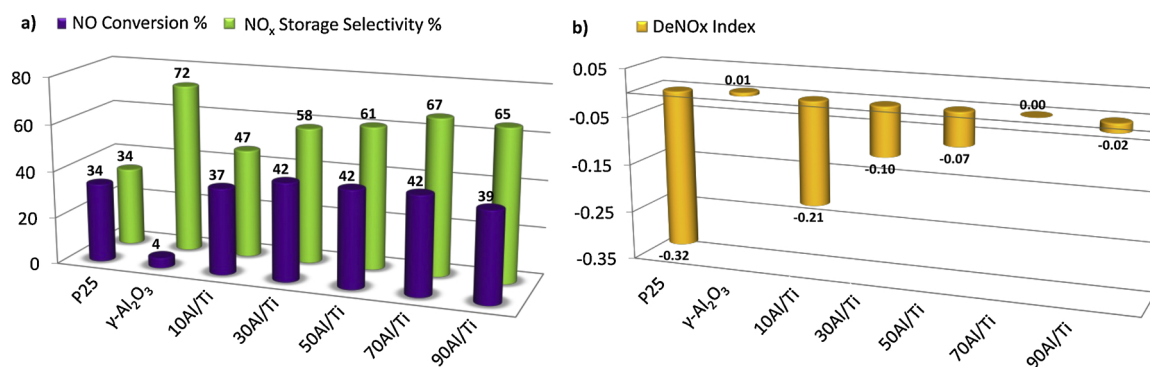 a) NO Conversion % NOx Storage Selectivity %
80
60
40
20
0
34 34 4 72 37 47 42 58 42 61 42 67 39 65
P25 γ-Al2O3 10Al/Ti 30Al/Ti 50Al/Ti 70Al/Ti 90Al/Ti
b) DeNOx Index
0.05
-0.05
-0.15
-0.25
-0.35
-0.32 0.01 -0.21 -0.10 -0.07 0.00 -0.02
P25 γ-Al2O3 10Al/Ti 30Al/Ti 50Al/Ti 70Al/Ti 90Al/Ti